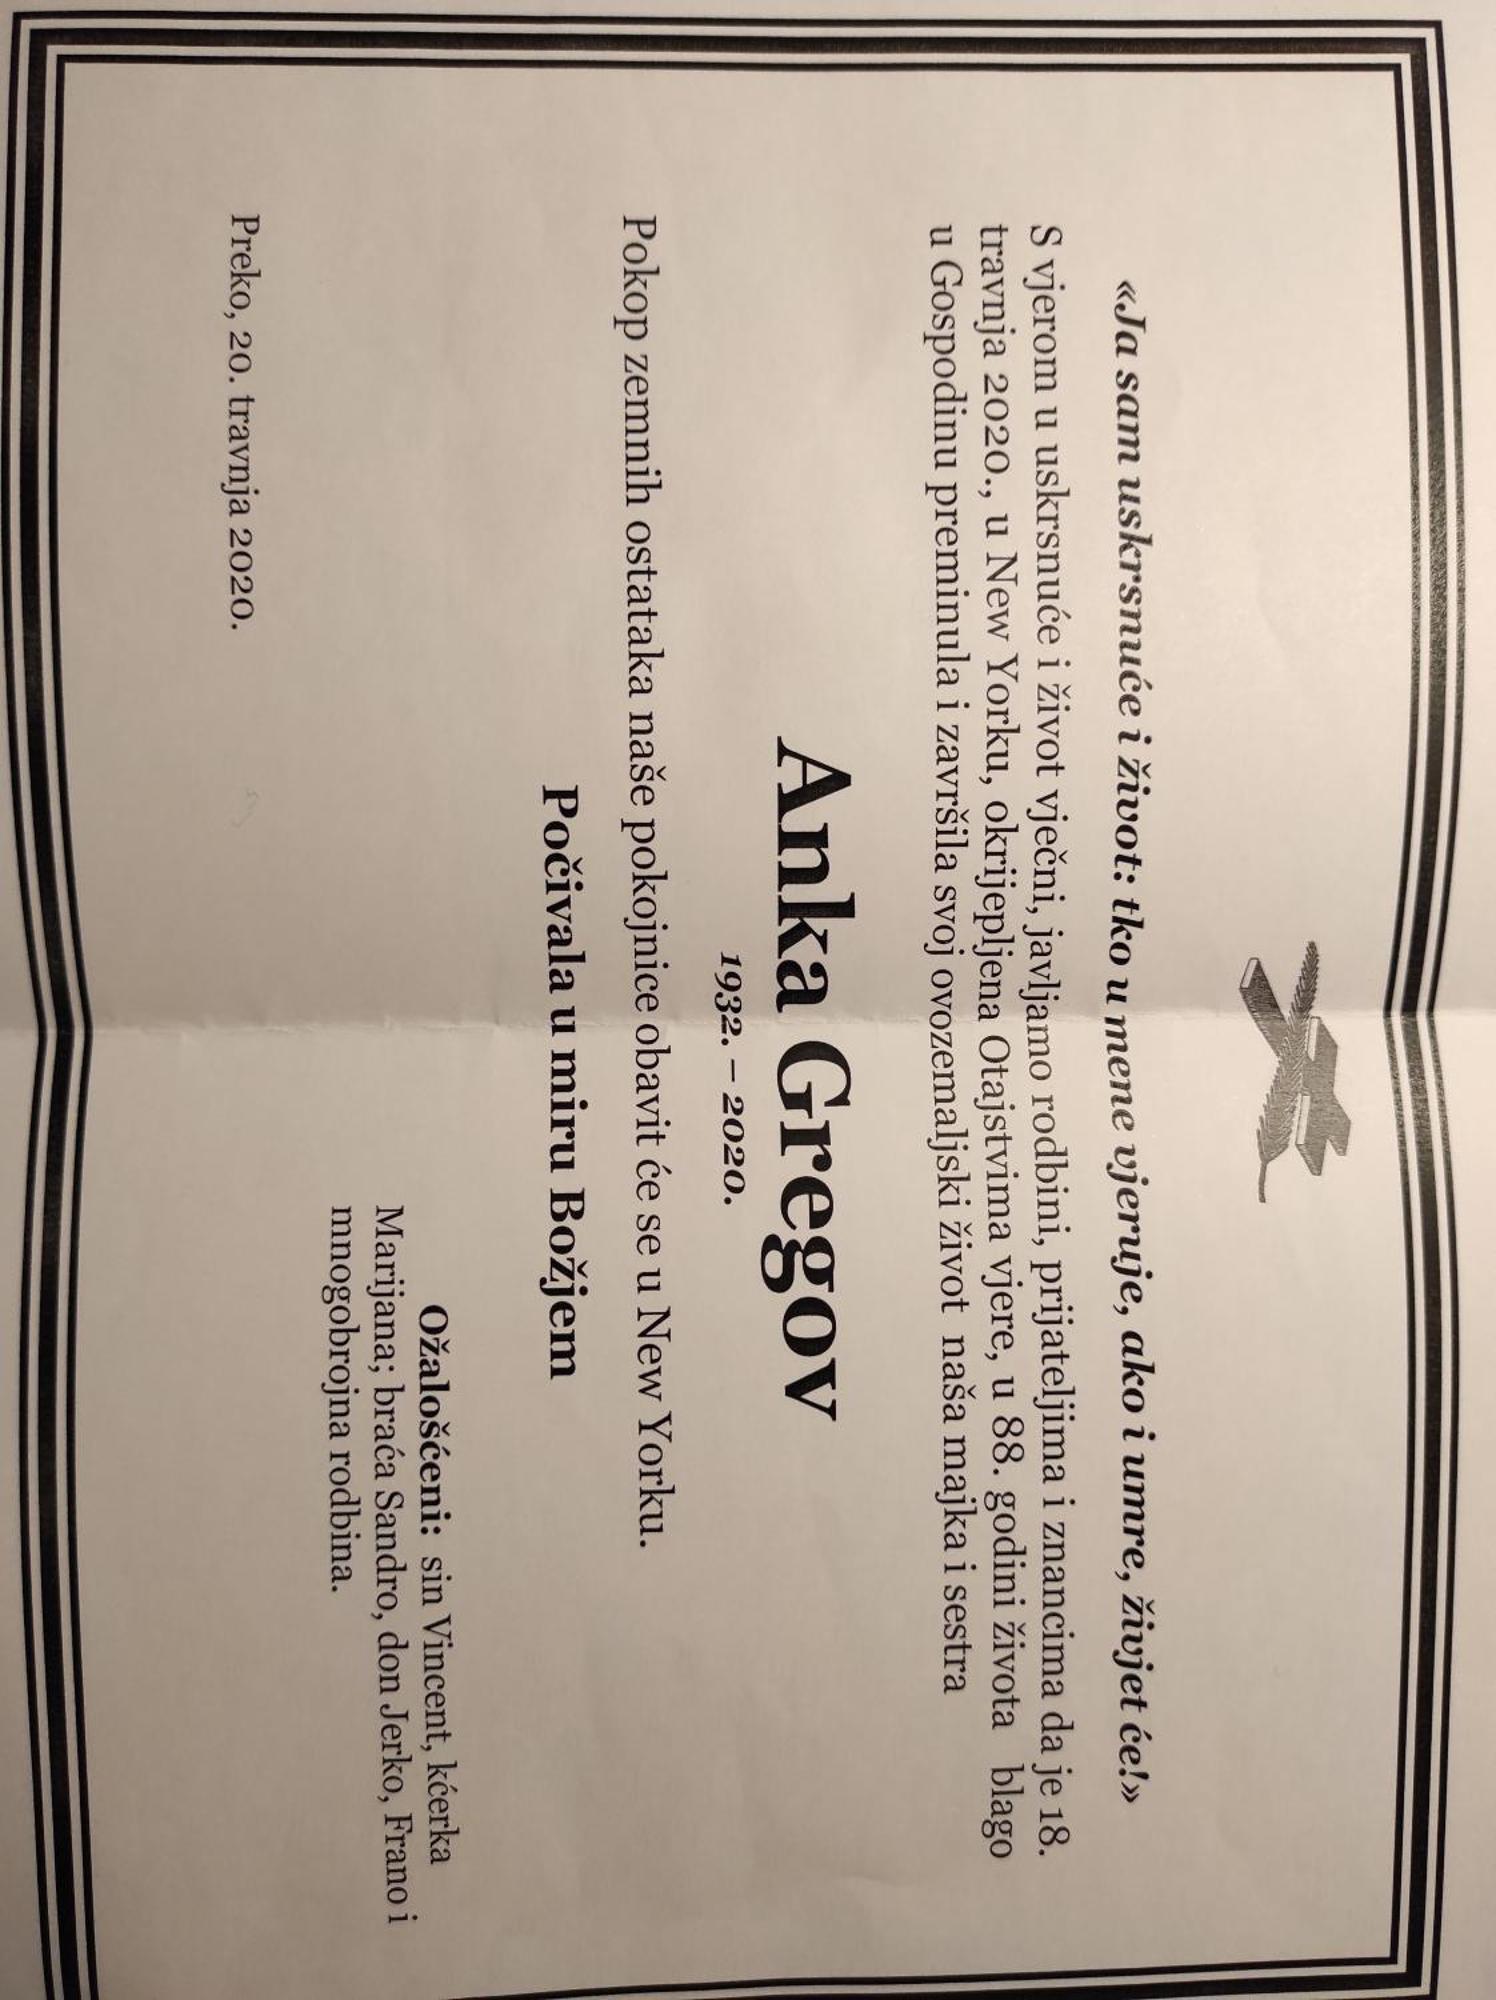 «Ja sam uskrsnuće i život: tko u mene vjeruje, ako i umre, živjet će!»
S vjerom u uskrsnuće i život vječni, javljamo rodbini, prijateljima i znancima da je 18.
travnja 2020., u New Yorku, okrijepljena Otajstvima vjere, u 88. godini života blago
u Gospodinu preminula i završila svoj ovozemaljski život naša majka i sestra
Anka Gregov
1932. – 2020.
Pokop zemnih ostataka naše pokojnice obavit će se u New Yorku.
Počivala u miru Božjem
Ožalošćeni: sin Vincent, kćerka
Marijana; braća Sandro, don Jerko, Frano i
mnogobrojna rodbina.
Preko, 20. travnja 2020.